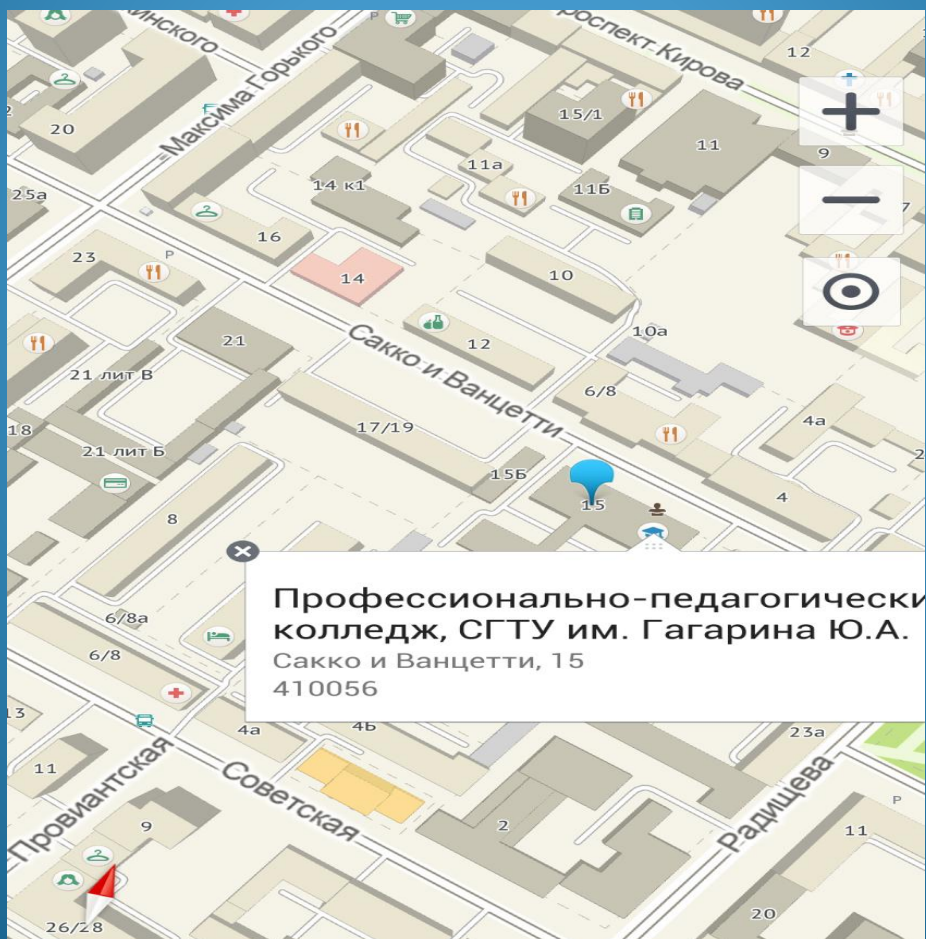 Максима Горького
12
20
15/1
11
9
25а
14 к1
11а
11Б
7
16
23
14
10
21
12
10а
Сакко и Ванцетти
21 лит В
6/8
17/19
4а
18
21 лит Б
15Б
4
8
15
Профессионально-педагогически
колледж, СГТУ им. Гагарина Ю.А.
Сакко и Ванцетти, 15
410056
6/8а
6/8
13
4а
4Б
23а
11
Провиантская
Советская
Радищева
9
2
11
20
26/28
Кирова